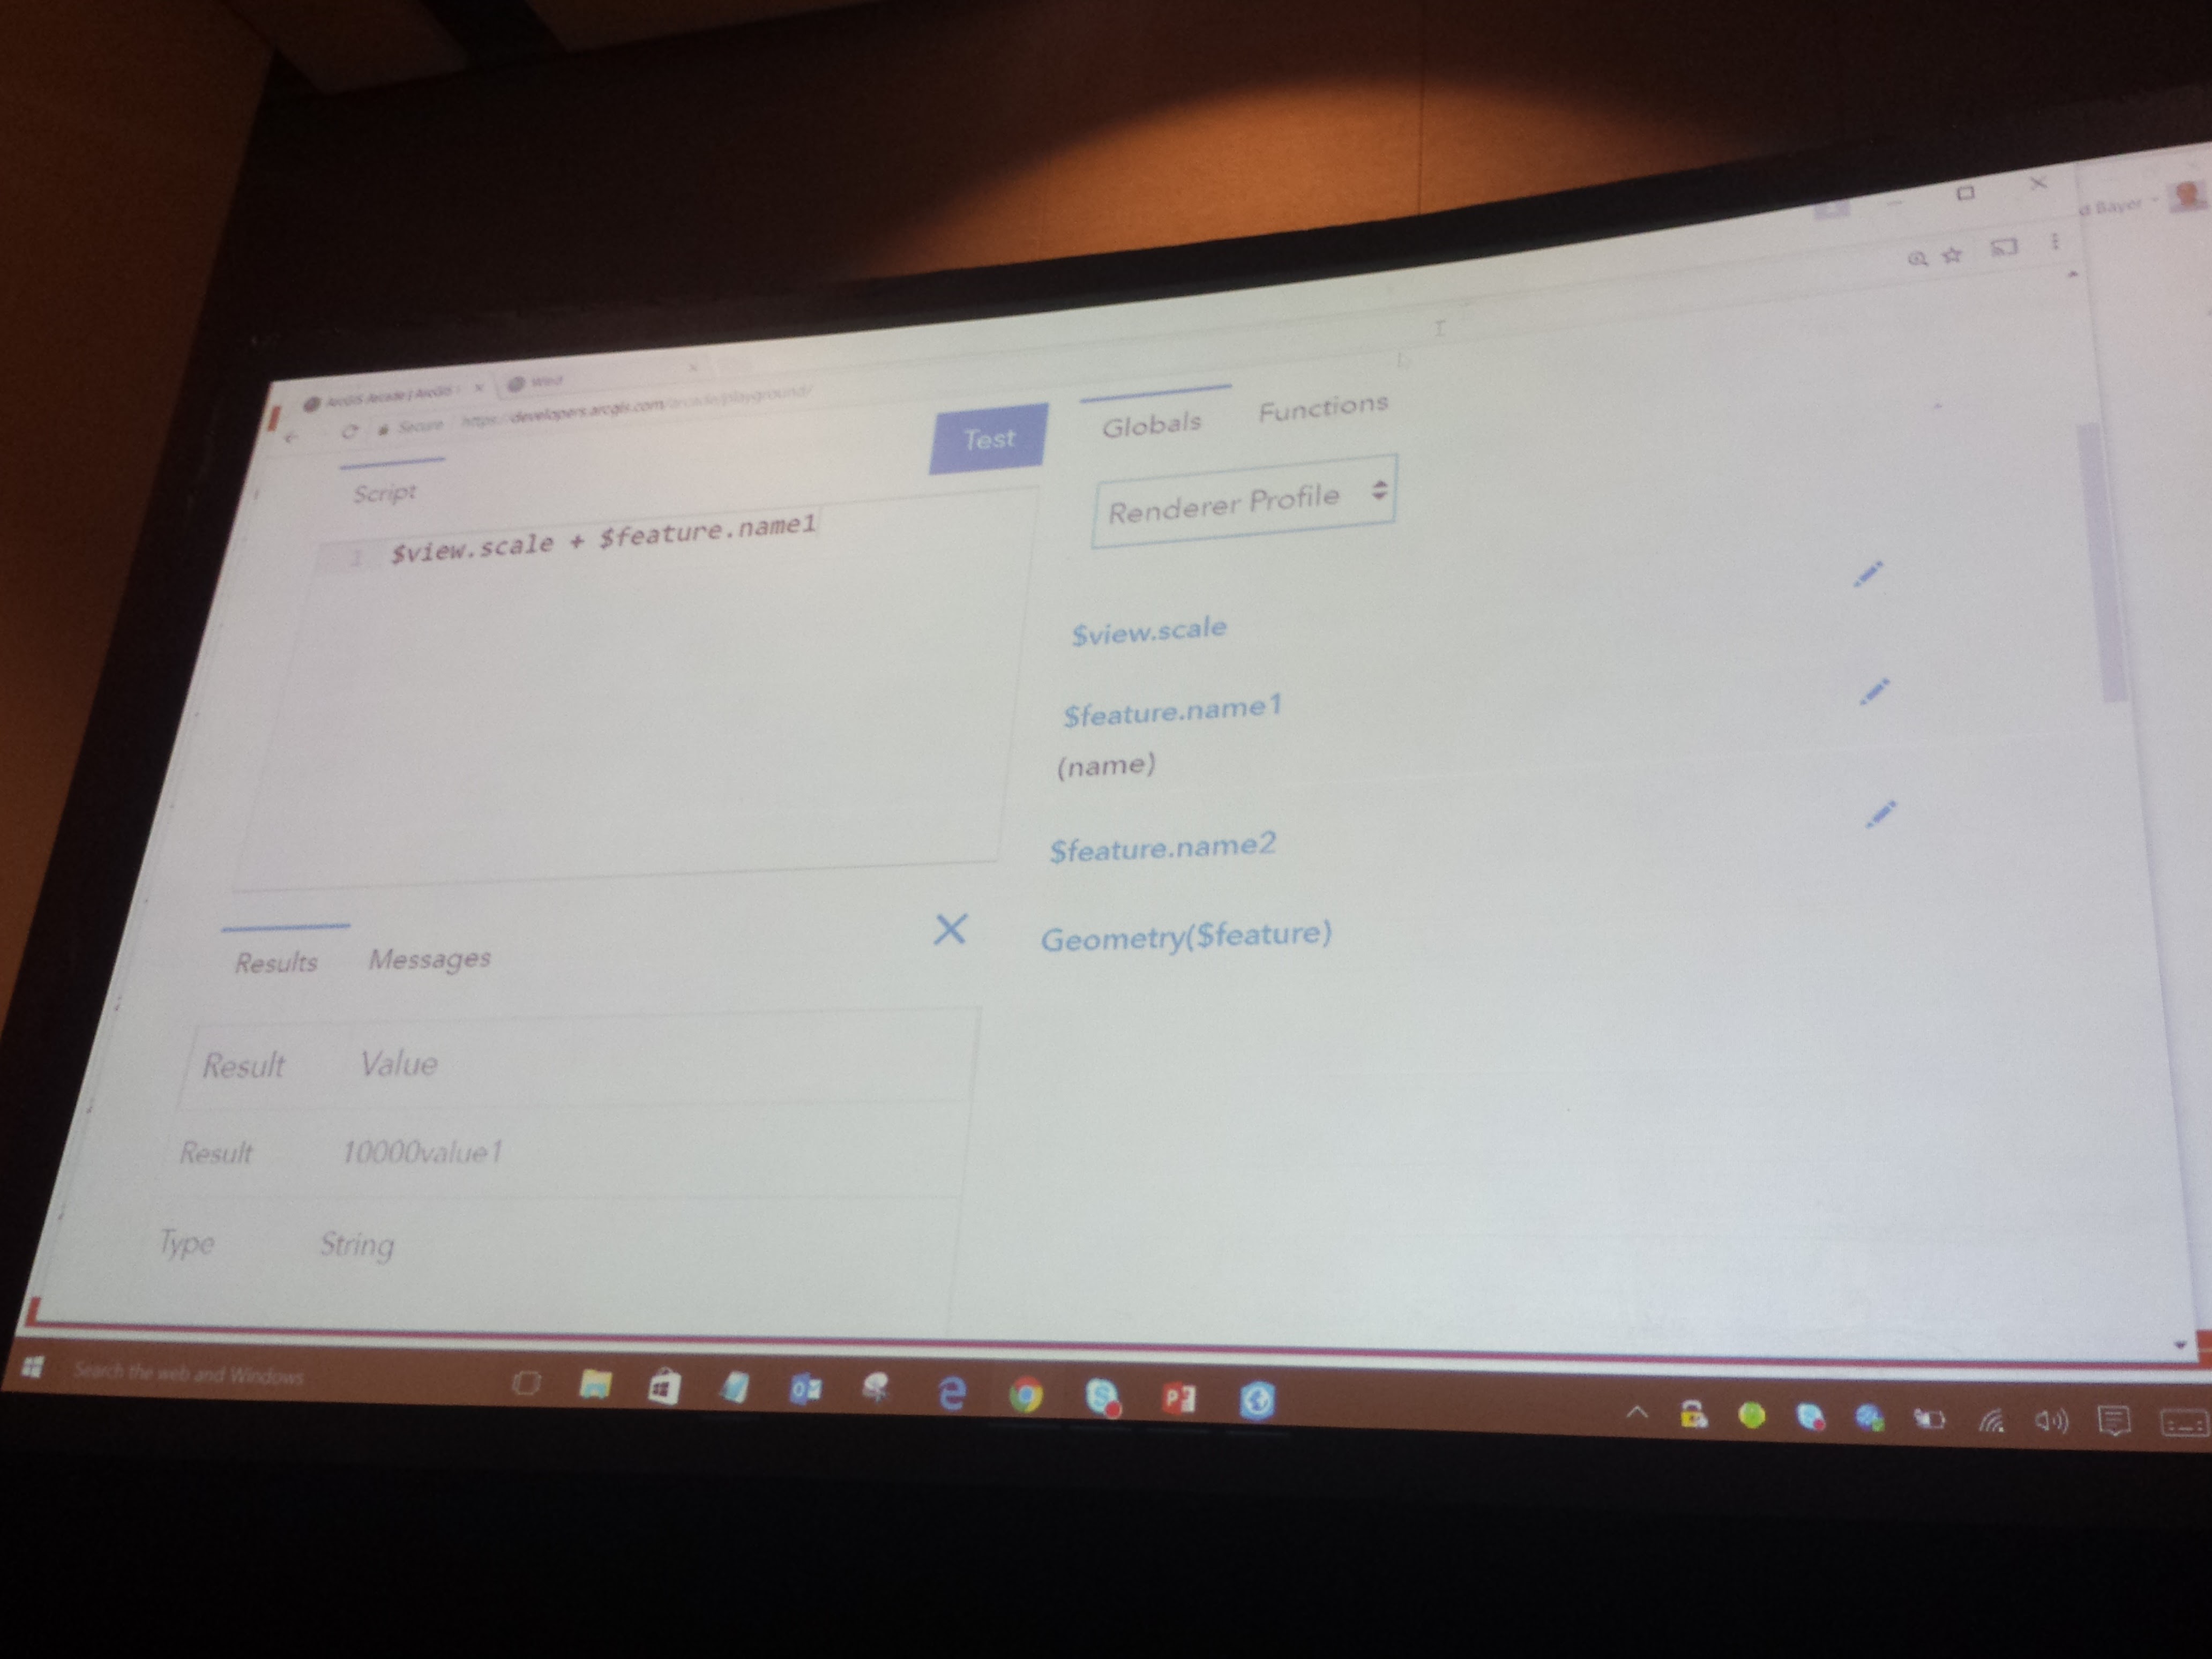 d Bayer
ArcGIS Arcade | ArcGIS
Secure https://developers.arcgis.com/arcade/playground/
Script
Test
1 $view.scale + $feature.name1
Globals Functions
Renderer Profile
$view.scale
$feature.name1
(name)
$feature.name2
Geometry($feature)
Results Messages
Result Value
Result 10000value1
Type String
Search the web and Windows